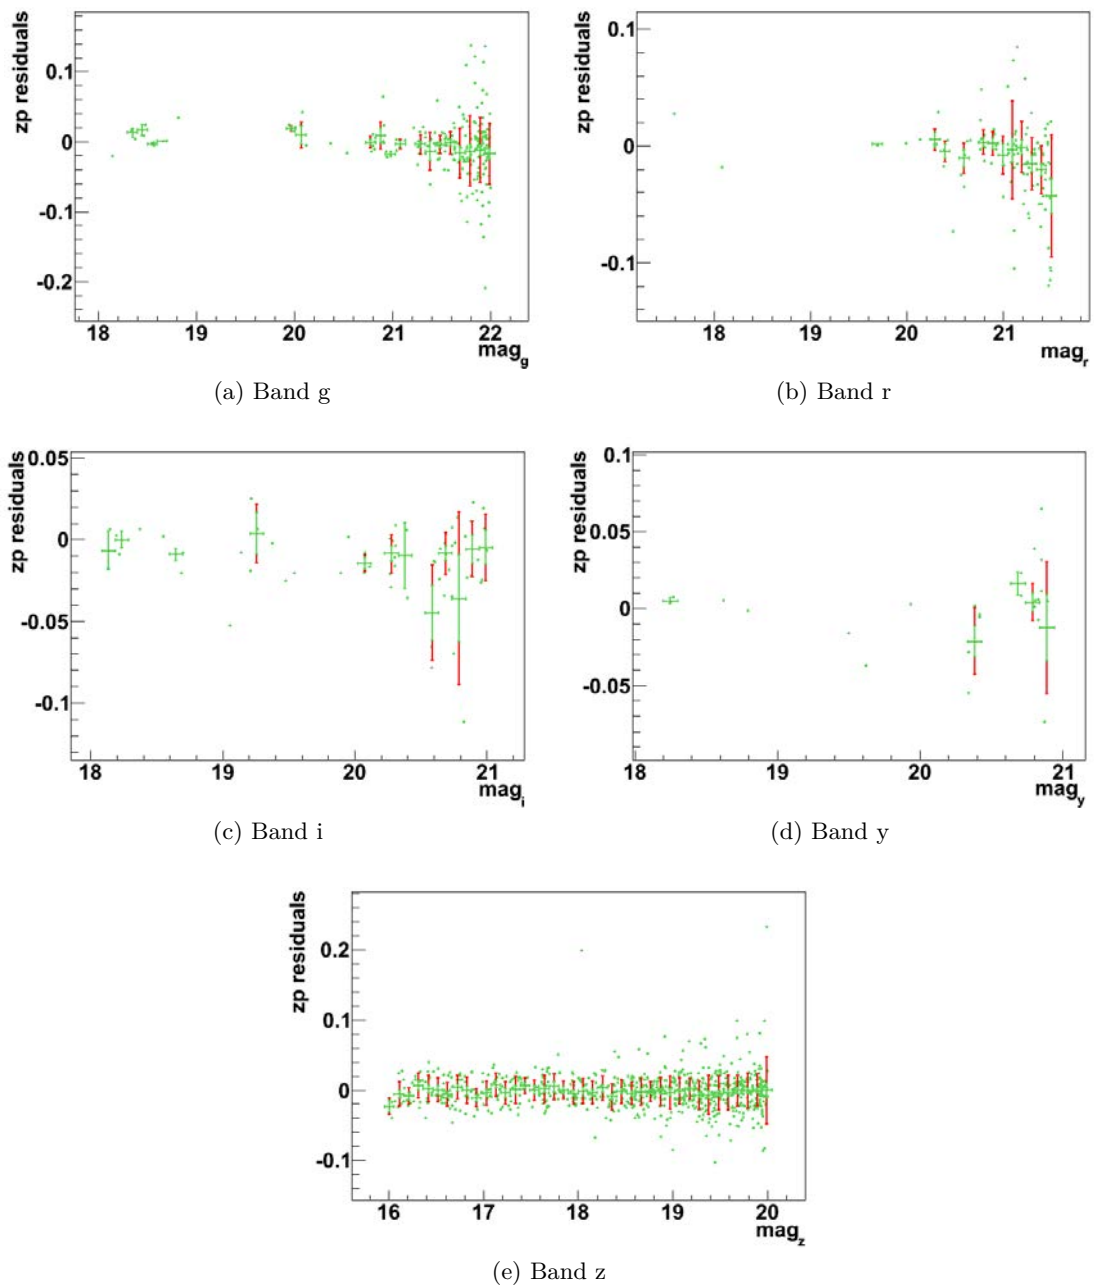 zp residuals
0.1
0
-0.1
-0.2
18 19 20 21 22
mag_g
(a) Band g
zp residuals
0.1
0
-0.1
18 19 20 21
mag_r
(b) Band r
zp residuals
0.05
0
-0.05
-0.1
18 19 20 21
mag_i
(c) Band i
zp residuals
0.1
0.05
0
-0.05
18 19 20 21
mag_y
(d) Band y
zp residuals
0.2
0.1
0
-0.1
16 17 18 19 20
mag_z
(e) Band z